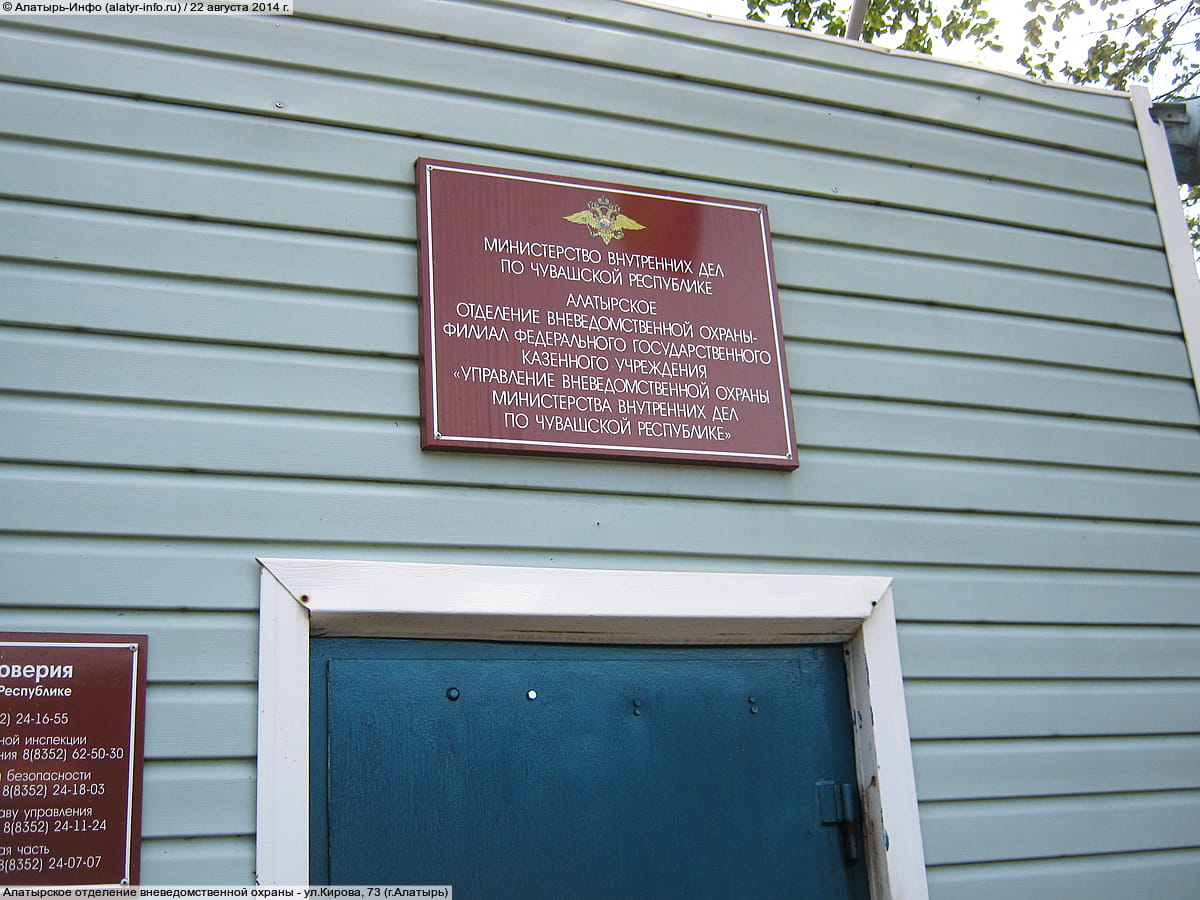 © Алатырь-Инфо (alatyr-info.ru) / 22 августа 2014 г.
МИНИСТЕРСТВО ВНУТРЕННИХ ДЕЛ
ПО ЧУВАШСКОЙ РЕСПУБЛИКЕ
АЛАТЫРСКОЕ
ОТДЕЛЕНИЕ ВНЕВЕДОМСТВЕННОЙ ОХРАНЫ-
ФИЛИАЛ ФЕДЕРАЛЬНОГО ГОСУДАРСТВЕННОГО
КАЗЕННОГО УЧРЕЖДЕНИЯ
«УПРАВЛЕНИЕ ВНЕВЕДОМСТВЕННОЙ ОХРАНЫ
МИНИСТЕРСТВА ВНУТРЕННИХ ДЕЛ
ПО ЧУВАШСКОЙ РЕСПУБЛИКЕ»
оверия
Республике
2) 24-16-55
ной инспекции
ния 8(8352) 62-50-30
безопасности
8(8352) 24-18-03
аву управления
8(8352) 24-11-24
ая часть
8(8352) 24-07-07
Алатырское отделение вневедомственной охраны - ул.Кирова, 73 (г.Алатырь)